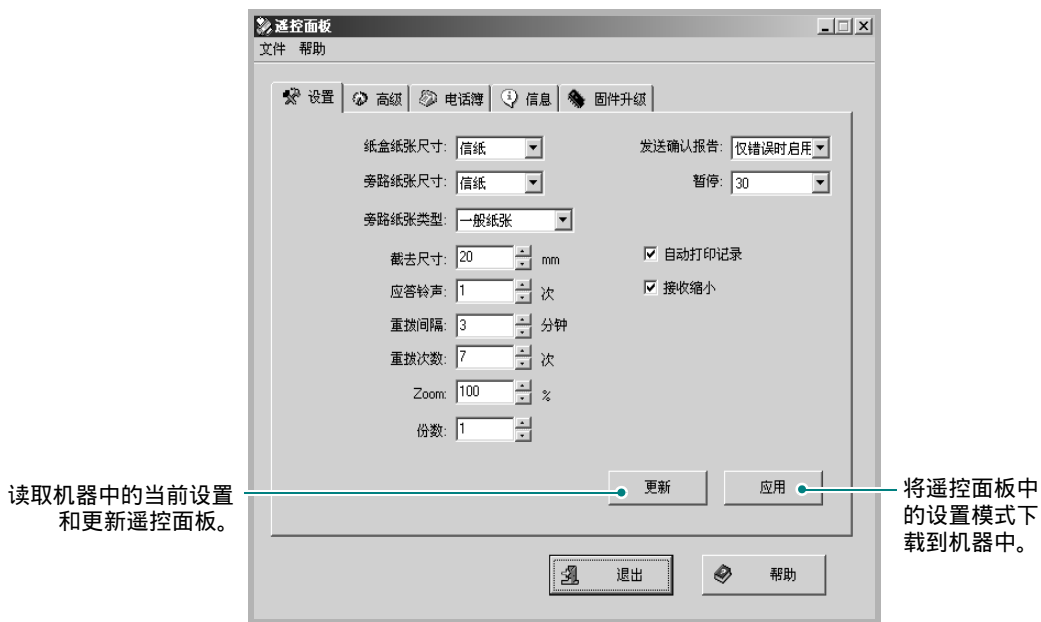 遥控面板
文件 帮助
设置 高级 电话簿 信息 固件升级
纸盒纸张尺寸: 信纸 发送确认报告: 仅错误时启用
旁路纸张尺寸: 信纸 暂停: 30
旁路纸张类型: 一般纸张
截去尺寸: 20 mm 自动打印记录
应答铃声: 1 次 接收缩小
重拨间隔: 3 分钟
重拨次数: 7 次
Zoom: 100 %
份数: 1
更新 应用
读取机器中的当前设置
和更新遥控面板。
将遥控面板中
的设置模式下
载到机器中。
退出 帮助